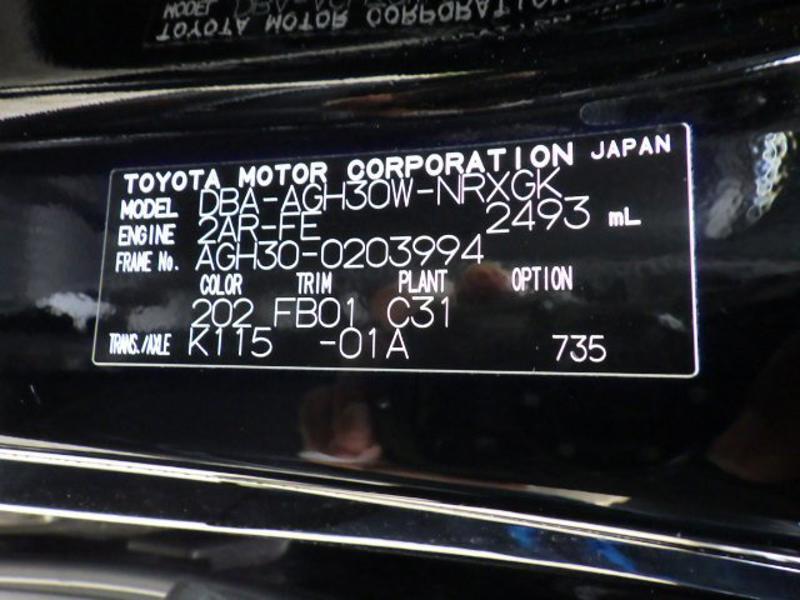 TOYOTA MOTOR CORPORATION JAPAN
MODEL DBA-AGH30W-NRXGK
ENGINE 2AR-FE 2493 mL
FRAME No. AGH30-0203994
COLOR TRIM PLANT OPTION
202 FB01 C31
TRANS./AXLE K115 -01A 735